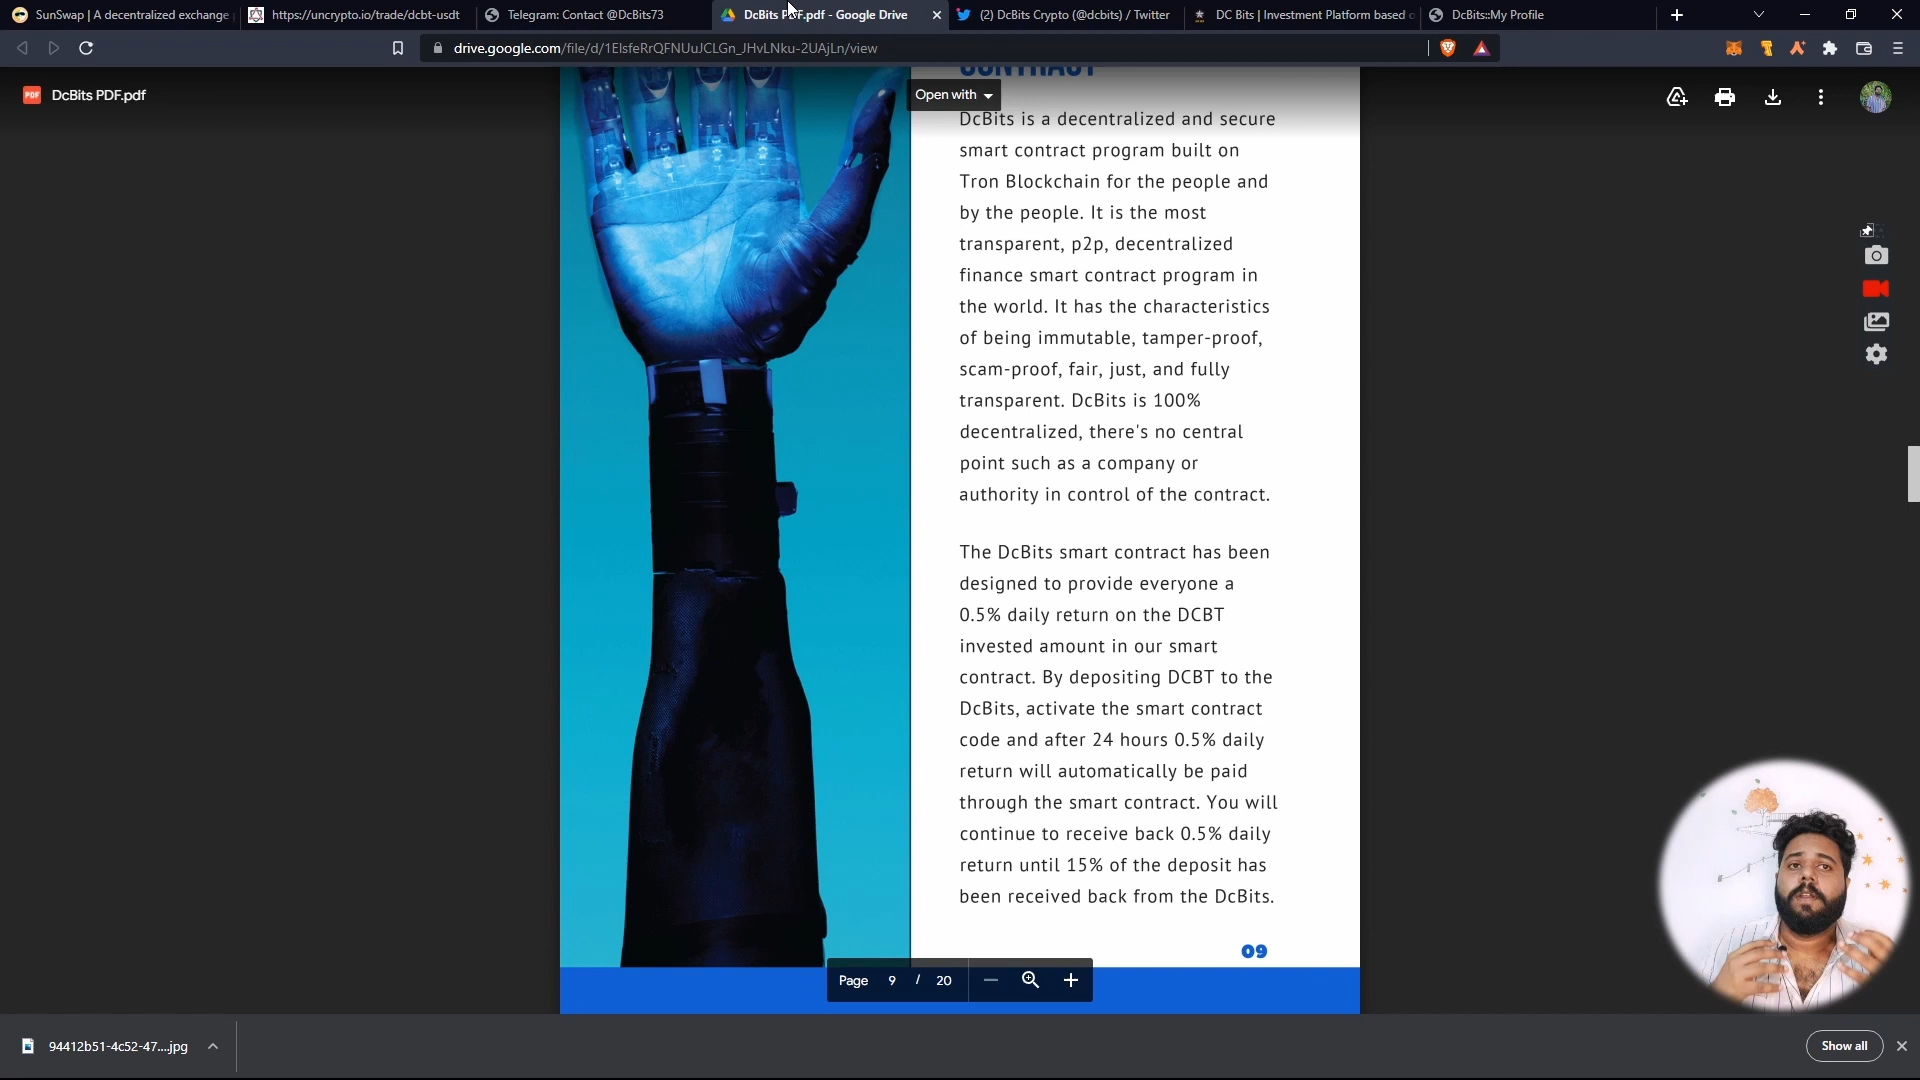 SunSwap | A decentralized exchange
https://uncrypto.io/trade/dcbt-usdt
Telegram: Contact @DcBits73
DcBits PDF.pdf - Google Drive
(2) DcBits Crypto (@dcbits) / Twitter
DC Bits | Investment Platform based
DcBits::My Profile
drive.google.com/file/d/1ElsfeRrQFNUuJCLGn_JHvLNku-2UAjLn/view
PDF
DcBits PDF.pdf
Open with
CONTRACT
DcBits is a decentralized and secure
smart contract program built on
Tron Blockchain for the people and
by the people. It is the most
transparent, p2p, decentralized
finance smart contract program in
the world. It has the characteristics
of being immutable, tamper-proof,
scam-proof, fair, just, and fully
transparent. DcBits is 100%
decentralized, there's no central
point such as a company or
authority in control of the contract.
The DcBits smart contract has been
designed to provide everyone a
0.5% daily return on the DCBT
invested amount in our smart
contract. By depositing DCBT to the
DcBits, activate the smart contract
code and after 24 hours 0.5% daily
return will automatically be paid
through the smart contract. You will
continue to receive back 0.5% daily
return until 15% of the deposit has
been received back from the DcBits.
09
Page 9 / 20
94412b51-4c52-47....jpg
Show all